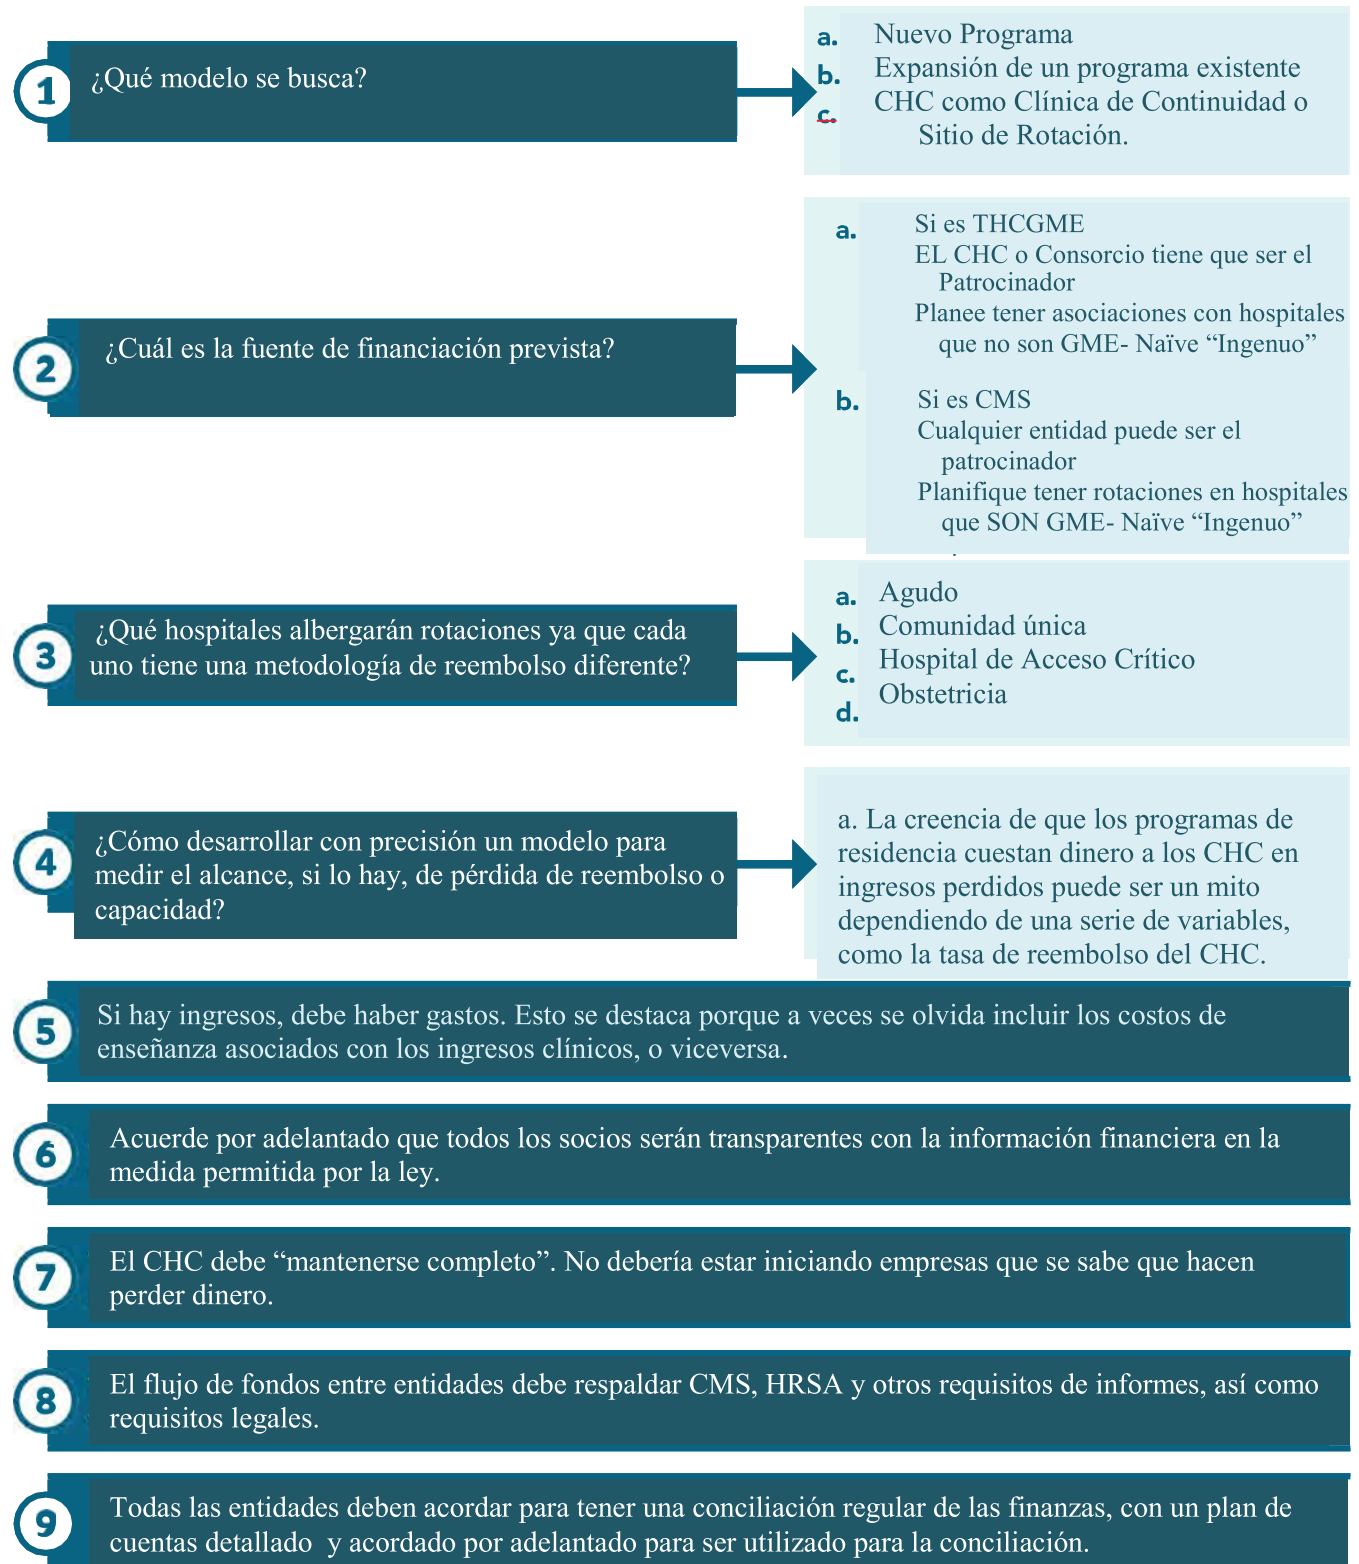 1
¿Qué modelo se busca?
a. Nuevo Programa
b. Expansión de un programa existente
c. CHC como Clínica de Continuidad o
Sitio de Rotación.
2
¿Cuál es la fuente de financiación prevista?
a. Si es THCGME
EL CHC o Consorcio tiene que ser el
Patrocinador
Planee tener asociaciones con hospitales
que no son GME- Naïve “Ingenuo”
b. Si es CMS
Cualquier entidad puede ser el
patrocinador
Planifique tener rotaciones en hospitales
que SON GME- Naïve “Ingenuo”
3
¿Qué hospitales albergarán rotaciones ya que cada
uno tiene una metodología de reembolso diferente?
a. Agudo
b. Comunidad única
c. Hospital de Acceso Crítico
d. Obstetricia
4
¿Cómo desarrollar con precisión un modelo para
medir el alcance, si lo hay, de pérdida de reembolso o
capacidad?
a. La creencia de que los programas de
residencia cuestan dinero a los CHC en
ingresos perdidos puede ser un mito
dependiendo de una serie de variables,
como la tasa de reembolso del CHC.
5
Si hay ingresos, debe haber gastos. Esto se destaca porque a veces se olvida incluir los costos de
enseñanza asociados con los ingresos clínicos, o viceversa.
6
Acuerde por adelantado que todos los socios serán transparentes con la información financiera en la
medida permitida por la ley.
7
El CHC debe “mantenerse completo”. No debería estar iniciando empresas que se sabe que hacen
perder dinero.
8
El flujo de fondos entre entidades debe respaldar CMS, HRSA y otros requisitos de informes, así como
requisitos legales.
9
Todas las entidades deben acordar para tener una conciliación regular de las finanzas, con un plan de
cuentas detallado y acordado por adelantado para ser utilizado para la conciliación.